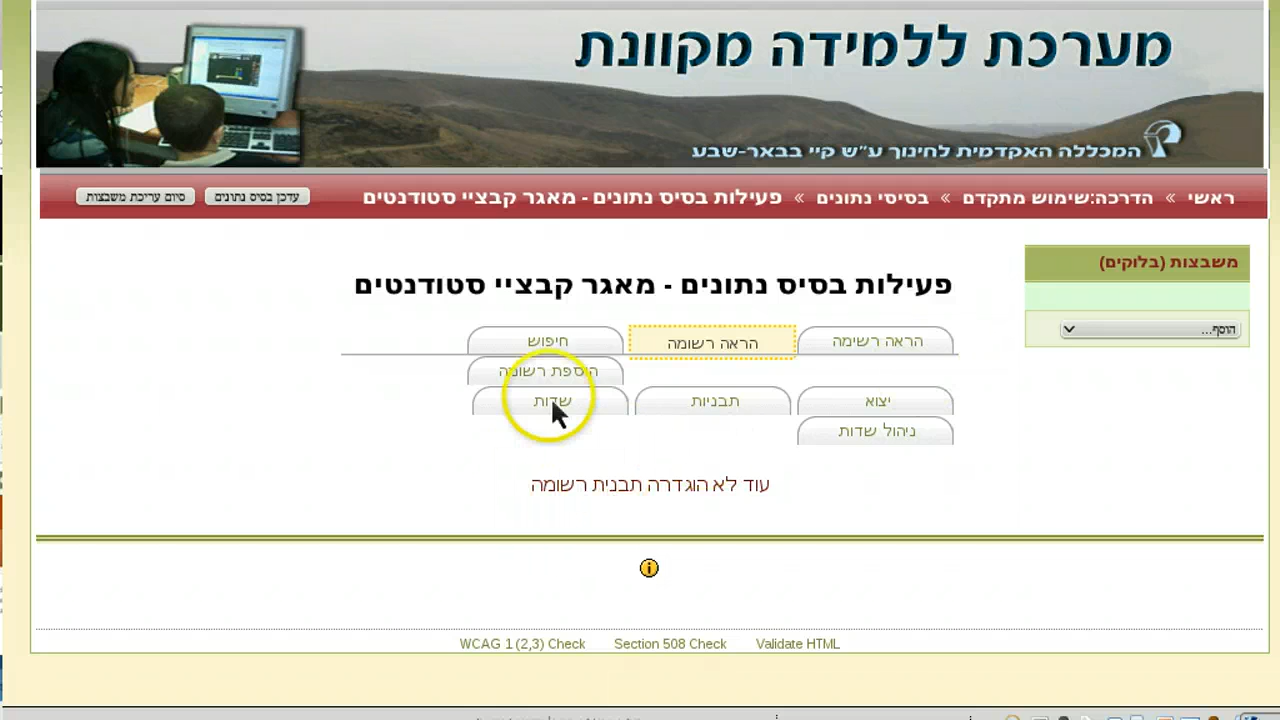 מערכת ללמידה מקוונת
המכללה האקדמית לחינוך ע"ש קיי בבאר-שבע
ראשי » הדרכה:שימוש מתקדם » בסיסי נתונים » פעילות בסיס נתונים - מאגר קבציי סטודנטים
עדכן בסיס נתונים
סיום עריכת משבצות
משבצות (בלוקים)
הוסף...
פעילות בסיס נתונים - מאגר קבציי סטודנטים
הראה רשימה
הראה רשומה
חיפוש
הוספת רשומה
יצוא
תבניות
שדות
ניהול שדות
עוד לא הוגדרה תבנית רשומה
WCAG 1 (2,3) Check
Section 508 Check
Validate HTML